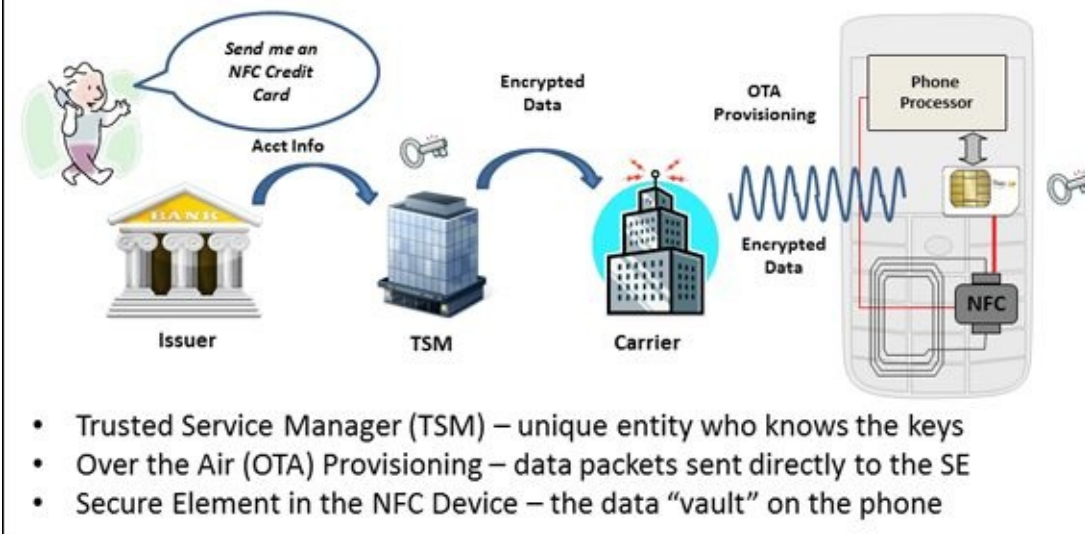 Send me an
NFC Credit
Card
Acct Info
Encrypted
Data
OTA
Provisioning
Phone
Processor
BANK
Encrypted
Data
NFC
Issuer
TSM
Carrier
• Trusted Service Manager (TSM) – unique entity who knows the keys
• Over the Air (OTA) Provisioning – data packets sent directly to the SE
• Secure Element in the NFC Device – the data “vault” on the phone